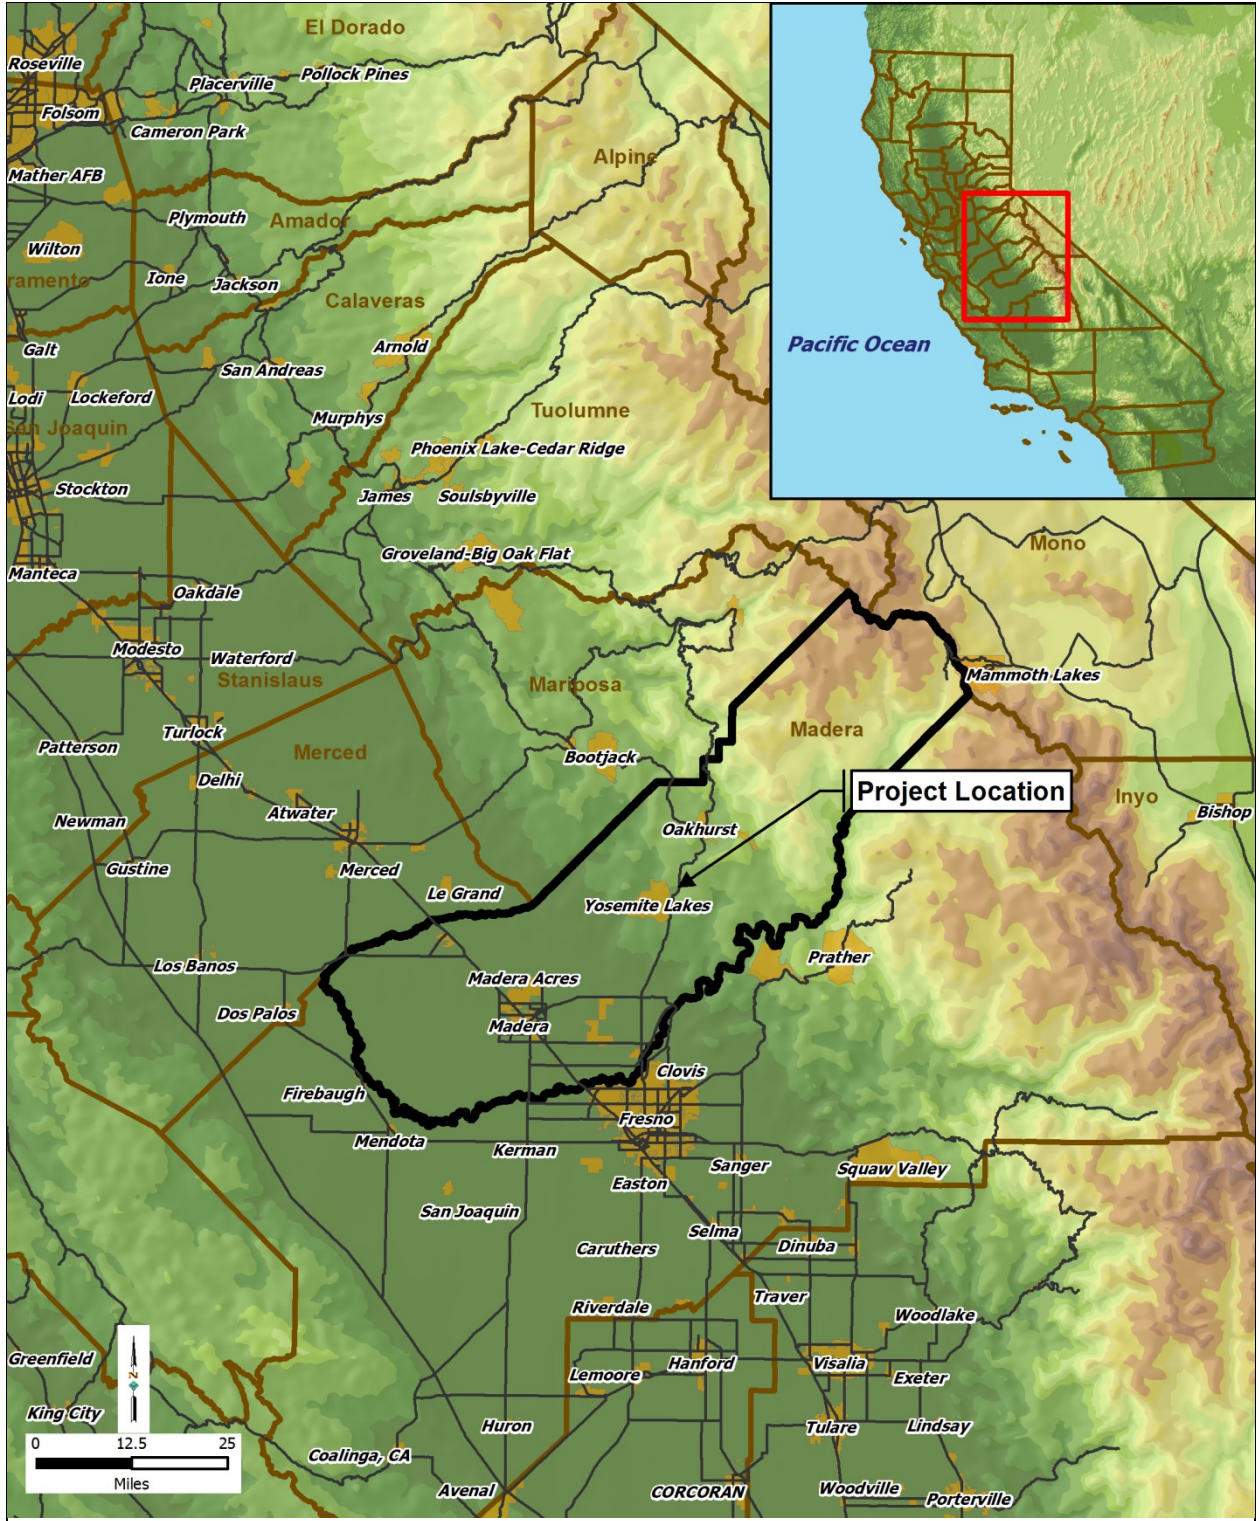 El Dorado
Roseville
Placerville
Pollock Pines
Folsom
Cameron Park
Alpine
Mather AFB
Plymouth
Amador
Wilton
ramento
Ione
Jackson
Calaveras
Pacific Ocean
Galt
Arnold
San Andreas
Lodi
Lockeford
Murphys
Tuolumne
San Joaquin
Phoenix Lake-Cedar Ridge
Stockton
James
Soulsbyville
Mono
Groveland-Big Oak Flat
Manteca
Oakdale
Modesto
Waterford
Stanislaus
Mariposa
Mammoth Lakes
Turlock
Madera
Patterson
Merced
Bootjack
Delhi
Project Location
Inyo
Newman
Atwater
Oakhurst
Bishop
Gustine
Merced
Le Grand
Yosemite Lakes
Los Banos
Madera Acres
Prather
Dos Palos
Madera
Clovis
Firebaugh
Fresno
Mendota
Kerman
Sanger
Squaw Valley
Easton
San Joaquin
Selma
Caruthers
Dinuba
Traver
Riverdale
Woodlake
Greenfield
N
Lemoore
Hanford
Visalia
Exeter
King City
Huron
Tulare
Lindsay
0 12.5 25
Miles
Coalinga, CA
Avenal
CORCORAN
Woodville
Porterville